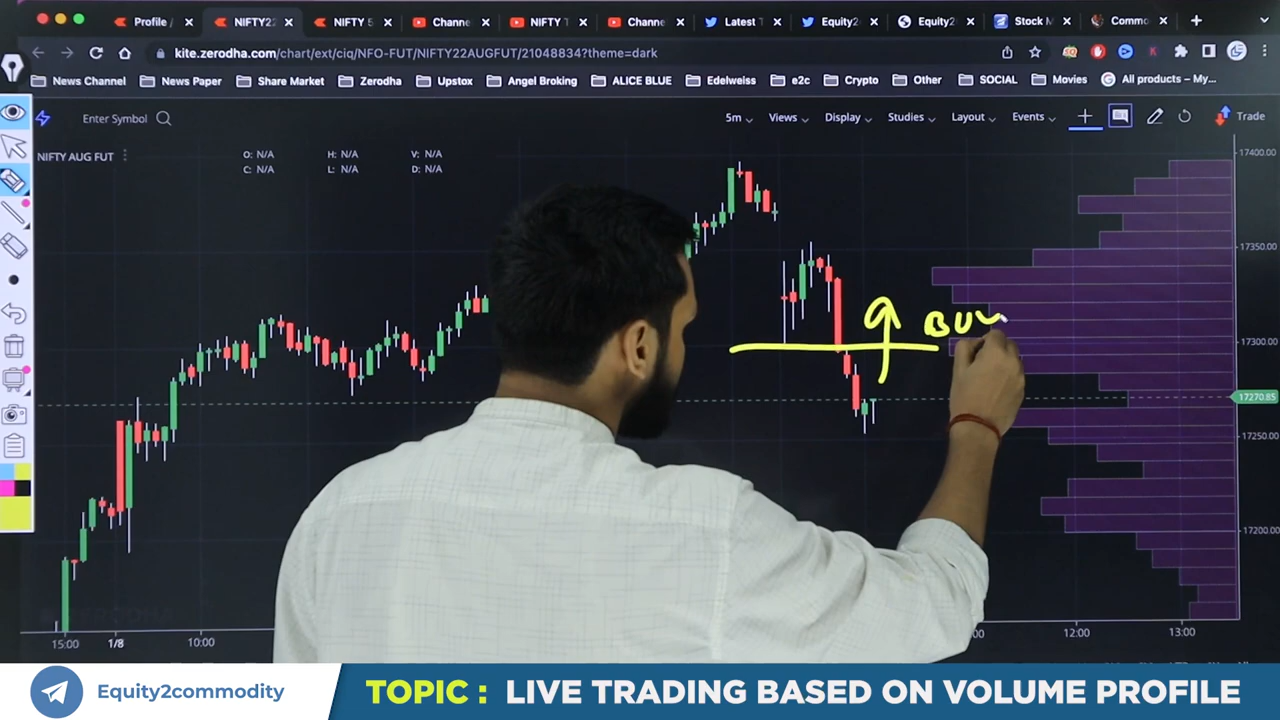 Profile / × NIFTY22 × NIFTY 5 × Channe × NIFTY T × Channe × Latest T × Equity2 × Equity2 × Stock M × Commo ×
kite.zerodha.com/chart/ext/ciq/NFO-FUT/NIFTY22AUGFUT/21048834?theme=dark
News Channel News Paper Share Market Zerodha Upstox Angel Broking ALICE BLUE Edelweiss e2c Crypto Other SOCIAL Movies All products – My...
Enter Symbol 5m Views Display Studies Layout Events Trade
NIFTY AUG FUT O: N/A H: N/A V: N/A
C: N/A L: N/A D: N/A
17400.00
17350.00
BUY
17300.00
17270.85
17250.00
17200.00
15:00 1/8 10:00 12:00 13:00
Equity2commodity
TOPIC : LIVE TRADING BASED ON VOLUME PROFILE